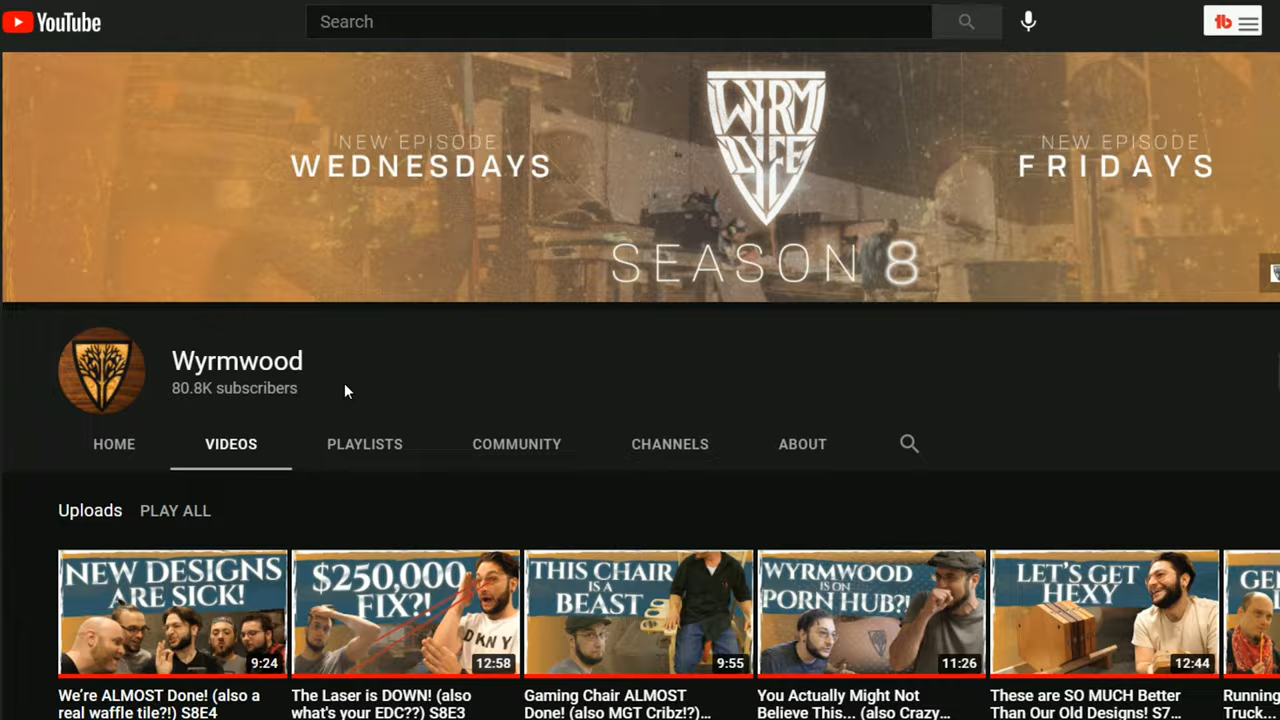 YouTube
Search
NEW EPISODE
WEDNESDAYS
WYRM
LYFE
SEASON 8
NEW EPISODE
FRIDAYS
Wyrmwood
80.8K subscribers
HOME VIDEOS PLAYLISTS COMMUNITY CHANNELS ABOUT
Uploads PLAY ALL
NEW DESIGNS
ARE SICK!
9:24
We're ALMOST Done! (also a
real waffle tile?!) S8E4
$250,000
FIX?!
DKNY
12:58
The Laser is DOWN! (also
what's your EDC??) S8E3
THIS CHAIR
IS A
BEAST
9:55
Gaming Chair ALMOST
Done! (also MGT Cribz!?)...
WYRMWOOD
IS ON
PORN HUB?!
11:26
You Actually Might Not
Believe This... (also Crazy...
LET'S GET
HEXY
12:44
These are SO MUCH Better
Than Our Old Designs! S7...
Running
Truck...